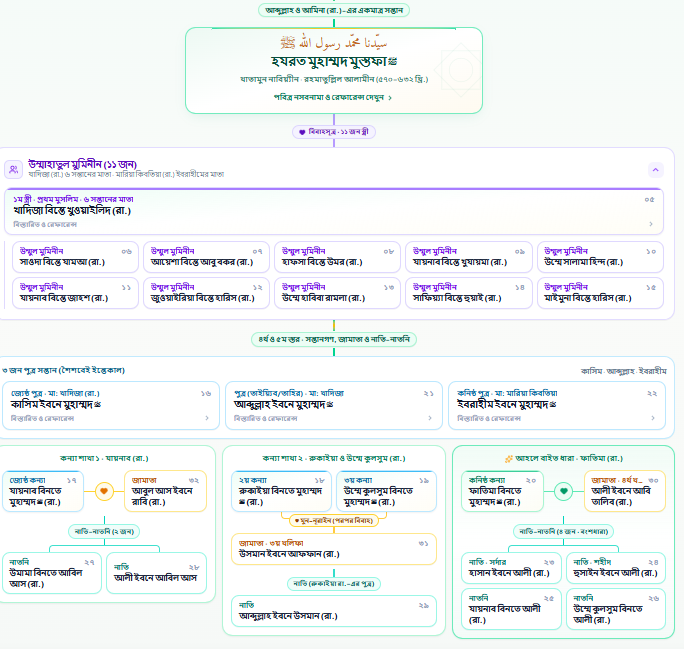 আব্দুল্লাহ ও আমিনা (রা.)-এর একমাত্র সন্তান
سيّدنا محمّد رسول الله ﷺ
হযরত মুহাম্মদ মুস্তফা ﷺ
খাতামুন নাবিয়্যীন · রহমাতুল্লিল আলামীন (৫৭০–৬৩২ খ্রি.)
পবিত্র নসবনামা ও রেফারেন্স দেখুন
বিবাহসূত্র · ১১ জন স্ত্রী
উম্মাহাতুল মুমিনীন (১১ জন)
খাদিজা (রা.) ৬ সন্তানের মাতা · মারিয়া কিবতিয়া (রা.) ইবরাহীমের মাতা
১ম স্ত্রী · প্রথম মুসলিম · ৬ সন্তানের মাতা ০৫
খাদিজা বিন্তে খুওয়াইলিদ (রা.)
বিস্তারিত ও রেফারেন্স
উম্মুল মুমিনীন ০৬
সাওদা বিন্তে যামআ (রা.)
উম্মুল মুমিনীন ০৭
আয়েশা বিন্তে আবু বকর (রা.)
উম্মুল মুমিনীন ০৮
হাফসা বিন্তে উমর (রা.)
উম্মুল মুমিনীন ০৯
যায়নাব বিন্তে খুযায়মা (রা.)
উম্মুল মুমিনীন ১০
উম্মে সালামা হিন্দ (রা.)
উম্মুল মুমিনীন ১১
যায়নাব বিন্তে জাহশ (রা.)
উম্মুল মুমিনীন ১২
জুওয়াইরিয়া বিন্তে হারিস (রা.)
উম্মুল মুমিনীন ১৩
উম্মে হাবিবা রামলা (রা.)
উম্মুল মুমিনীন ১৪
সাফিয়্যা বিন্তে হুয়াই (রা.)
উম্মুল মুমিনীন ১৫
মাইমুনা বিন্তে হারিস (রা.)
৪র্থ ও ৫ম স্তর · সন্তানগণ, জামাতা ও নাতি-নাতনি
৩ জন পুত্র সন্তান (শৈশবেই ইন্তেকাল) কাসিম · আব্দুল্লাহ · ইবরাহীম
জ্যেষ্ঠ পুত্র · মা: খাদিজা (রা.) ১৬
কাসিম ইবনে মুহাম্মদ ﷺ
বিস্তারিত ও রেফারেন্স
পুত্র (তাইয়্যিব/তাহির) · মা: খাদিজা ২১
আব্দুল্লাহ ইবনে মুহাম্মদ ﷺ
বিস্তারিত ও রেফারেন্স
কনিষ্ঠ পুত্র · মা: মারিয়া কিবতিয়া ২২
ইবরাহীম ইবনে মুহাম্মদ ﷺ
বিস্তারিত ও রেফারেন্স
কন্যা শাখা ১ · যায়নাব (রা.)
জ্যেষ্ঠ কন্যা ১৭
যায়নাব বিনতে
মুহাম্মদ ﷺ (রা.)
জামাতা ৩২
আবুল আস ইবনে
রাবি (রা.)
নাতি-নাতনি (২ জন)
নাতনি ২৭
উমামা বিনতে আবিল
আস (রা.)
নাতি ২৮
আলী ইবনে আবিল আস
কন্যা শাখা ২ · রুকাইয়া ও উম্মে কুলসুম (রা.)
২য় কন্যা ১৮
রুকাইয়া বিনতে মুহাম্মদ
ﷺ (রা.)
৩য় কন্যা ১৯
উম্মে কুলসুম বিনতে
মুহাম্মদ ﷺ (রা.)
যুন-নূরাইন (পরপর বিবাহ)
জামাতা · ৩য় খলিফা ৩১
উসমান ইবনে আফফান (রা.)
নাতি (রুকাইয়া রা.-এর পুত্র)
নাতি ২৯
আব্দুল্লাহ ইবনে উসমান (রা.)
আহলে বাইত ধারা · ফাতিমা (রা.)
কনিষ্ঠ কন্যা ২০
ফাতিমা বিনতে
মুহাম্মদ ﷺ (রা.)
জামাতা · ৪র্থ খ... ৩০
আলী ইবনে আবি
তালিব (রা.)
নাতি-নাতনি (৪ জন · বংশধারা)
নাতি · সর্দার ২৩
হাসান ইবনে আলী (রা.)
নাতি · শহীদ ২৪
হুসাইন ইবনে আলী (রা.)
নাতনি ২৫
যায়নাব বিনতে আলী
(রা.)
নাতনি ২৬
উম্মে কুলসুম বিনতে
আলী (রা.)